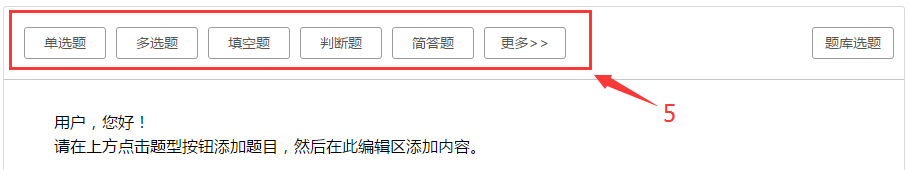 单选题 多选题 填空题 判断题 简答题 更多>> 题库选题
5
用户，您好！
请在上方点击题型按钮添加题目，然后在此编辑区添加内容。